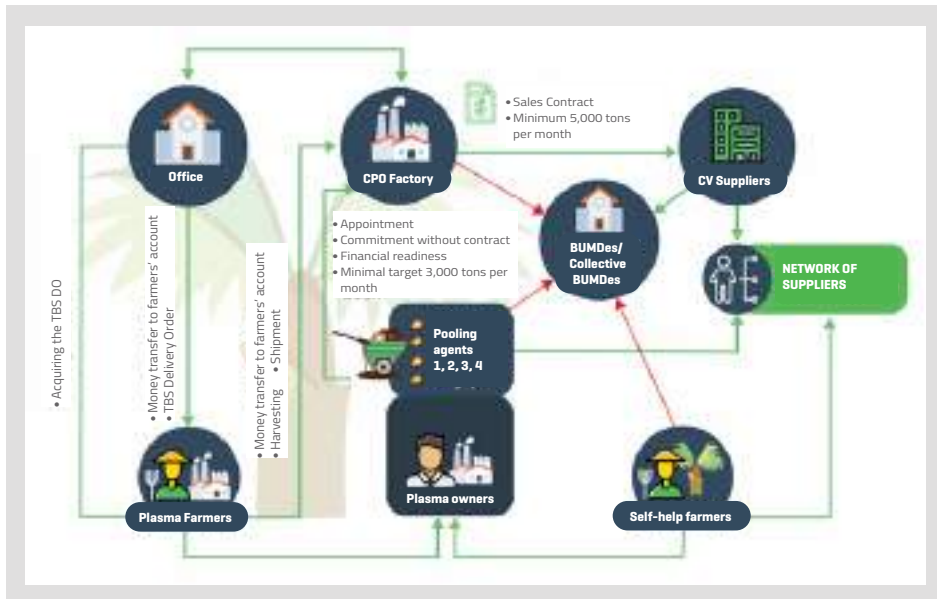 • Sales Contract
• Minimum 5,000 tons
per month
Office
CPO Factory
CV Suppliers
• Appointment
• Commitment without contract
• Financial readiness
• Minimal target 3,000 tons per
month
BUMDes/
Collective
BUMDes
NETWORK OF
SUPPLIERS
• Acquiring the TBS DO
• Money transfer to farmers' account
• TBS Delivery Order
• Money transfer to farmers' account
• Harvesting • Shipment
Pooling
agents
1, 2, 3, 4
Plasma owners
Plasma Farmers
Self-help farmers